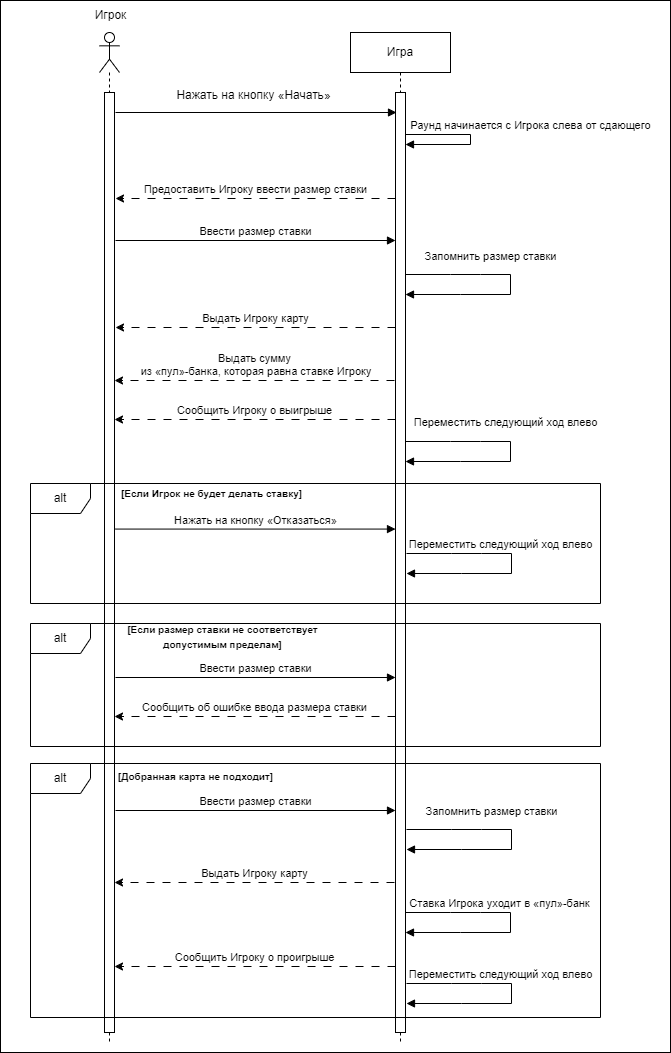 Игрок
Игра
Нажать на кнопку «Начать»
Раунд начинается с Игрока слева от сдающего
Предоставить Игроку ввести размер ставки
Ввести размер ставки
Запомнить размер ставки
Выдать Игроку карту
Выдать сумму
из «пул»-банка, которая равна ставке Игроку
Сообщить Игроку о выигрыше
Переместить следующий ход влево
alt
[Если Игрок не будет делать ставку]
Нажать на кнопку «Отказаться»
Переместить следующий ход влево
alt
[Если размер ставки не соответствует
допустимым пределам]
Ввести размер ставки
Сообщить об ошибке ввода размера ставки
alt
[Добранная карта не подходит]
Ввести размер ставки
Запомнить размер ставки
Выдать Игроку карту
Ставка Игрока уходит в «пул»-банк
Сообщить Игроку о проигрыше
Переместить следующий ход влево